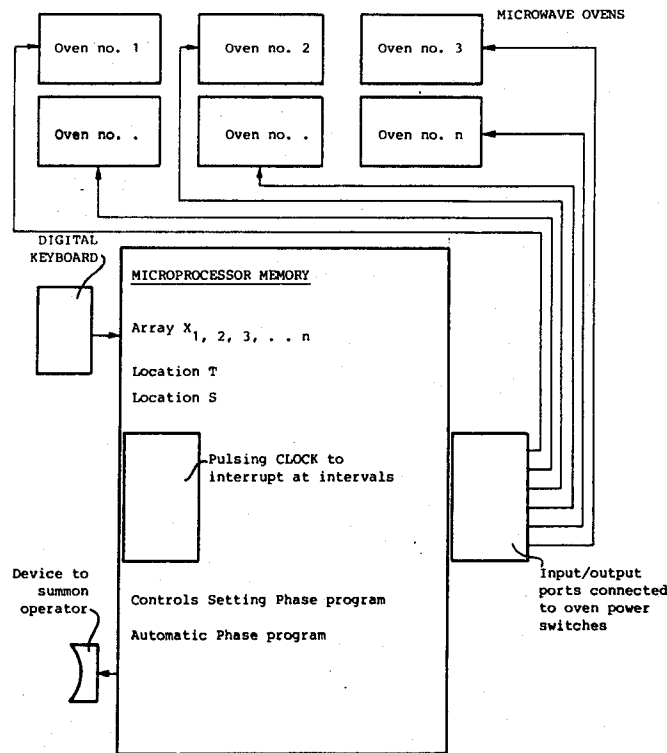 MICROWAVE OVENS
Oven no. 1
Oven no. 2
Oven no. 3
Oven no. .
Oven no. .
Oven no. n
DIGITAL
KEYBOARD
MICROPROCESSOR MEMORY
Array X1, 2, 3, . . n
Location T
Location S
Pulsing CLOCK to
interrupt at intervals
Device to
summon
operator
Input/output
ports connected
to oven power
switches
Controls Setting Phase program
Automatic Phase program